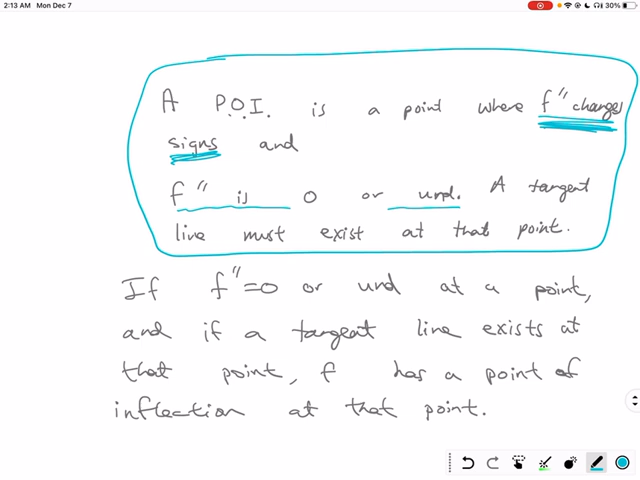 2:13 AM Mon Dec 7
30%
A P.O.I. is a point where f" changes
signs and
f" is 0 or und. A tangent
line must exist at that point.
If f"=0 or und at a point,
and if a tangent line exists at
that point, f has a point of
inflection at that point.